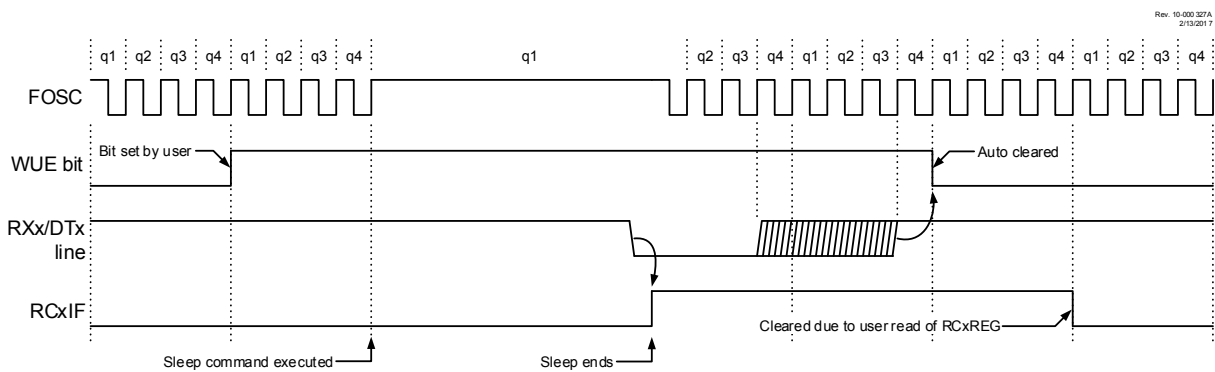 Rev. 10-000 327A
2/13/2017
q1 q2 q3 q4 q1 q2 q3 q4 q1 q2 q3 q4 q1 q2 q3 q4 q1 q2 q3 q4 q1 q2 q3 q4
FOSC
Bit set by user
WUE bit
Auto cleared
RXx/DTx
line
RCxIF
Cleared due to user read of RCxREG
Sleep command executed
Sleep ends